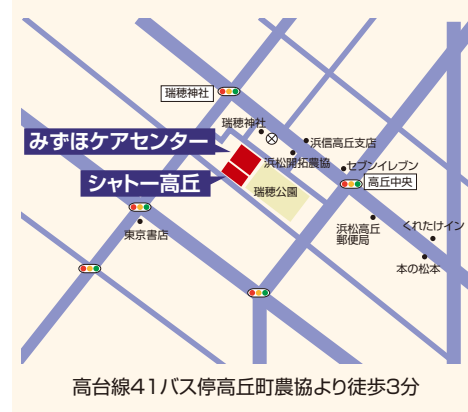 瑞穂神社
瑞穂神社
みずほケアセンター
浜信高丘支店
浜松開拓農協
セブンイレブン
シャトー高丘
高丘中央
瑞穂公園
東京書店
浜松高丘
郵便局
くれたけイン
本の松本
高台線41バス停高丘町農協より徒歩3分